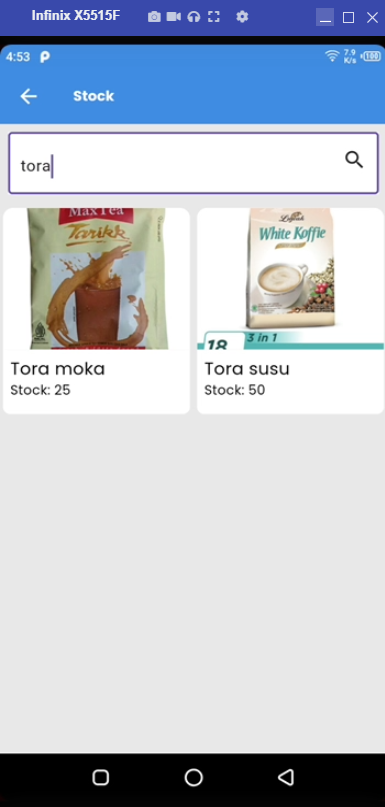 Infinix X5515F
4:53
7.9
K/s
100
Stock
tora
Max Tea
Tarikk
Luwak
White Koffie
18
3 in 1
Tora moka
Stock: 25
Tora susu
Stock: 50